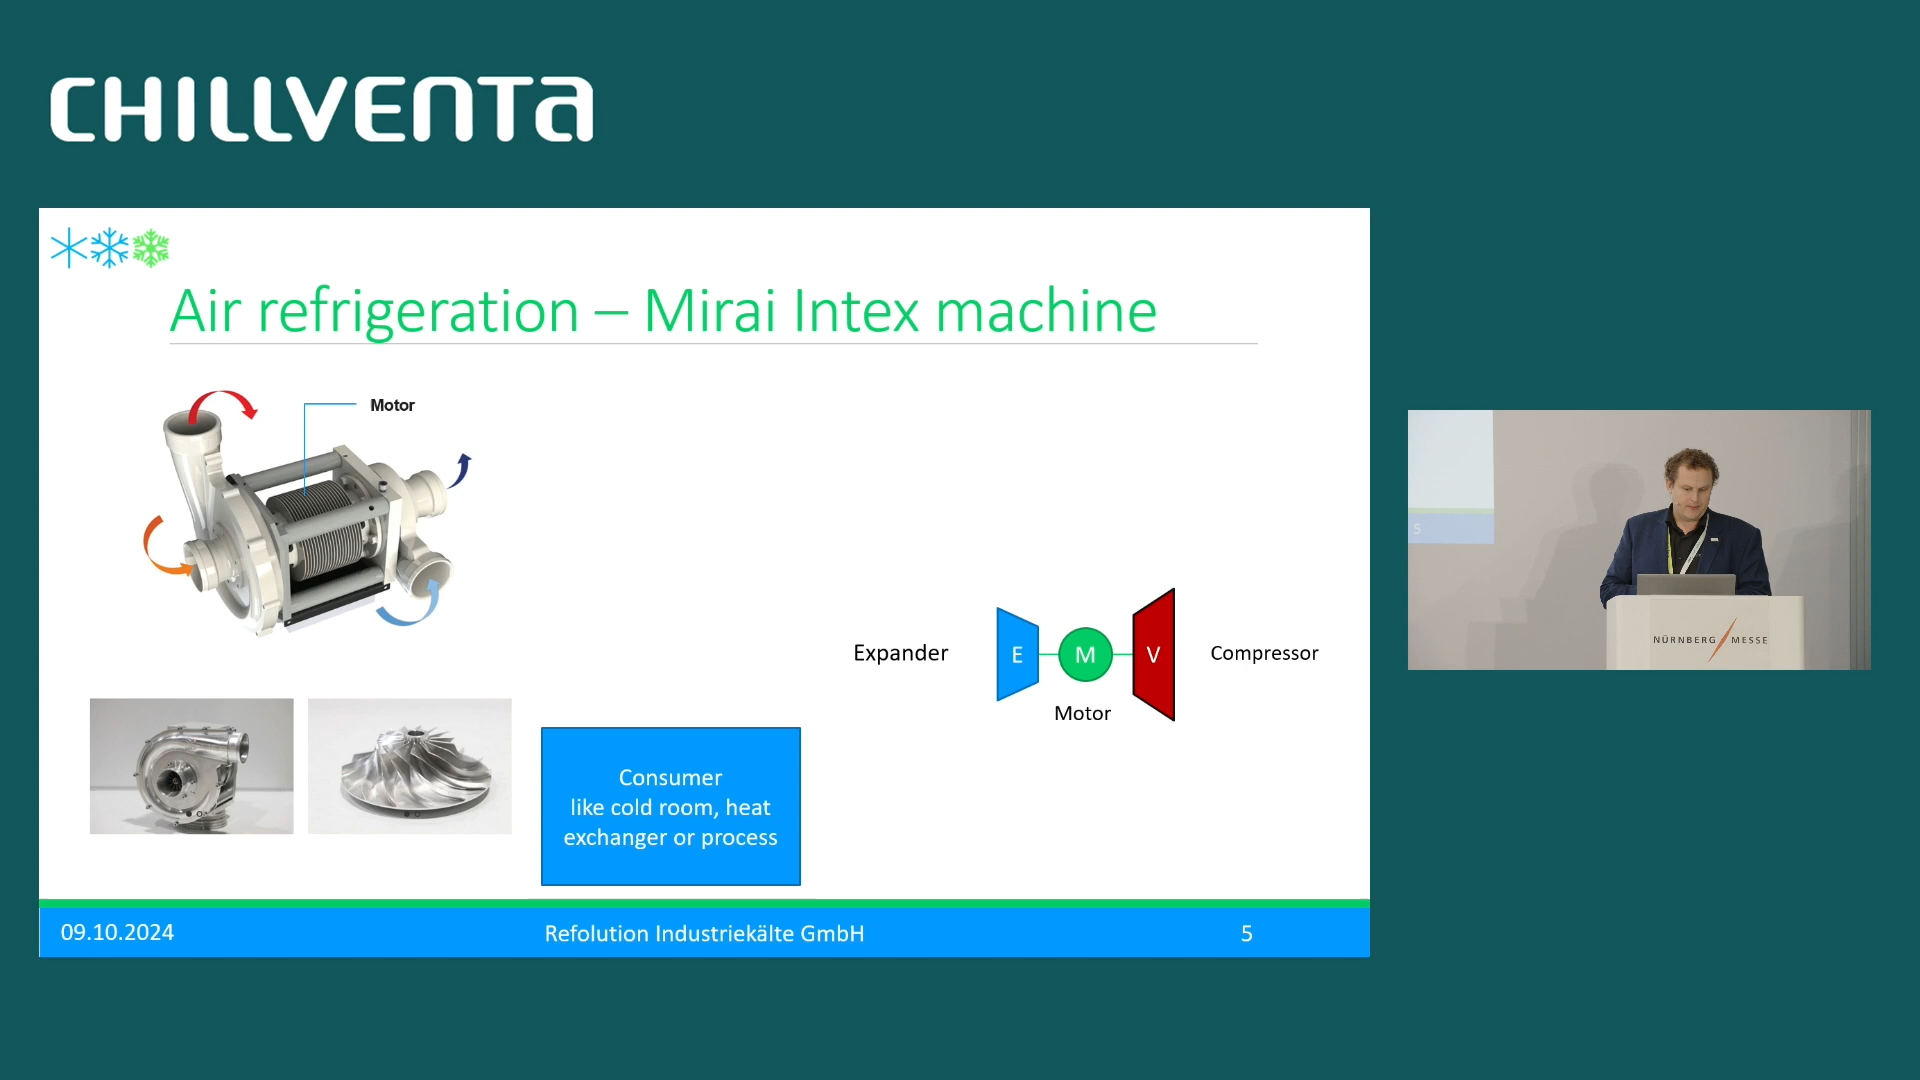 CHILLVENTA
Air refrigeration – Mirai Intex machine
Motor
Expander
E
M
V
Compressor
Motor
Consumer
like cold room, heat
exchanger or process
09.10.2024
Refolution Industriekälte GmbH
5
5
NÜRNBERG MESSE